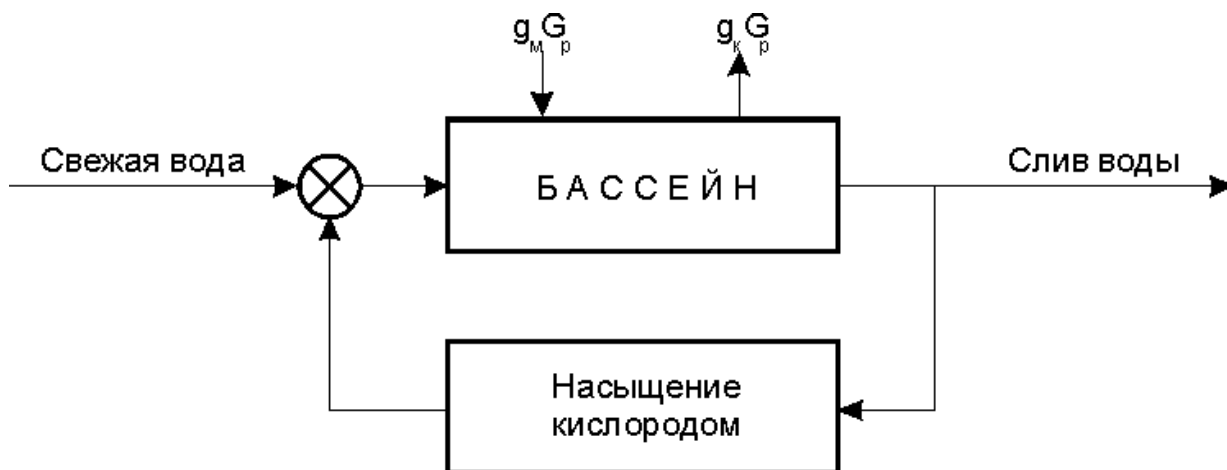 gмGр
gкGр
Свежая вода
Слив воды
БАССЕЙН
Насыщение
кислородом